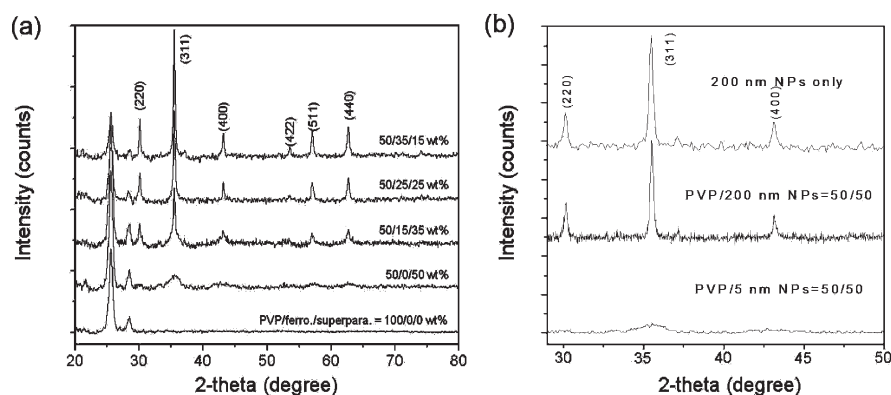 (a)
Intensity (counts)
(220)
(311)
(400)
(422)
(511)
(440)
50/35/15 wt%
50/25/25 wt%
50/15/35 wt%
50/0/50 wt%
PVP/ferro./superpara. = 100/0/0 wt%
20 30 40 50 60 70 80
2-theta (degree)
(b)
Intensity (counts)
(220)
(311)
(400)
200 nm NPs only
PVP/200 nm NPs=50/50
PVP/5 nm NPs=50/50
30 35 40 45 50
2-theta (degree)